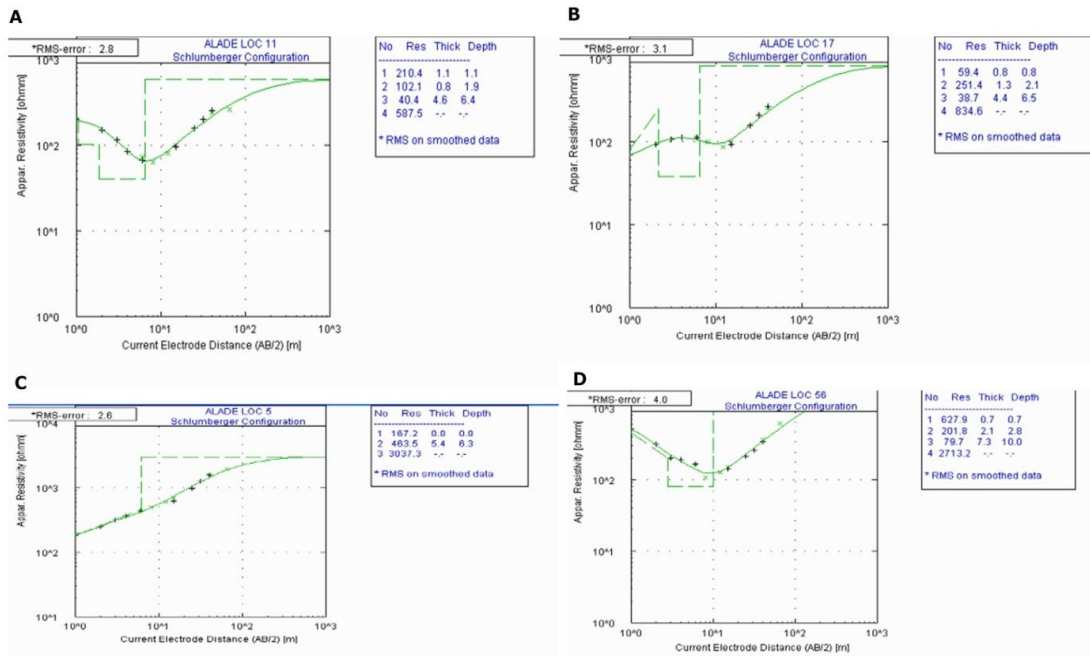 A
*RMS-error : 2.8
ALADE LOC 11
Schlumberger Configuration
Appar. Resistivity [ohmm]
10^3
10^2
10^1
10^0
10^0 10^1 10^2 10^3
Current Electrode Distance (AB/2) [m]
No Res Thick Depth
1 210.4 1.1 1.1
2 102.1 0.8 1.9
3 40.4 4.6 6.4
4 587.5 -.- -.-
* RMS on smoothed data
B
*RMS-error : 3.1
ALADE LOC 17
Schlumberger Configuration
Appar. Resistivity [ohmm]
10^3
10^2
10^1
10^0
10^0 10^1 10^2 10^3
Current Electrode Distance (AB/2) [m]
No Res Thick Depth
1 59.4 0.8 0.8
2 251.4 1.3 2.1
3 38.7 4.4 6.5
4 834.6 -.- -.-
* RMS on smoothed data
C
*RMS-error : 2.6
ALADE LOC 5
Schlumberger Configuration
Appar. Resistivity [ohmm]
10^4
10^3
10^2
10^1
10^0 10^1 10^2 10^3
Current Electrode Distance (AB/2) [m]
No Res Thick Depth
1 167.2 0.0 0.0
2 463.5 5.4 6.3
3 3037.3 -.- -.-
* RMS on smoothed data
D
*RMS-error : 4.0
ALADE LOC 56
Schlumberger Configuration
Appar. Resistivity [ohmm]
10^3
10^2
10^1
10^0
10^0 10^1 10^2 10^3
Current Electrode Distance (AB/2) [m]
No Res Thick Depth
1 627.9 0.7 0.7
2 201.8 2.1 2.8
3 79.7 7.3 10.0
4 2713.2 -.- -.-
* RMS on smoothed data